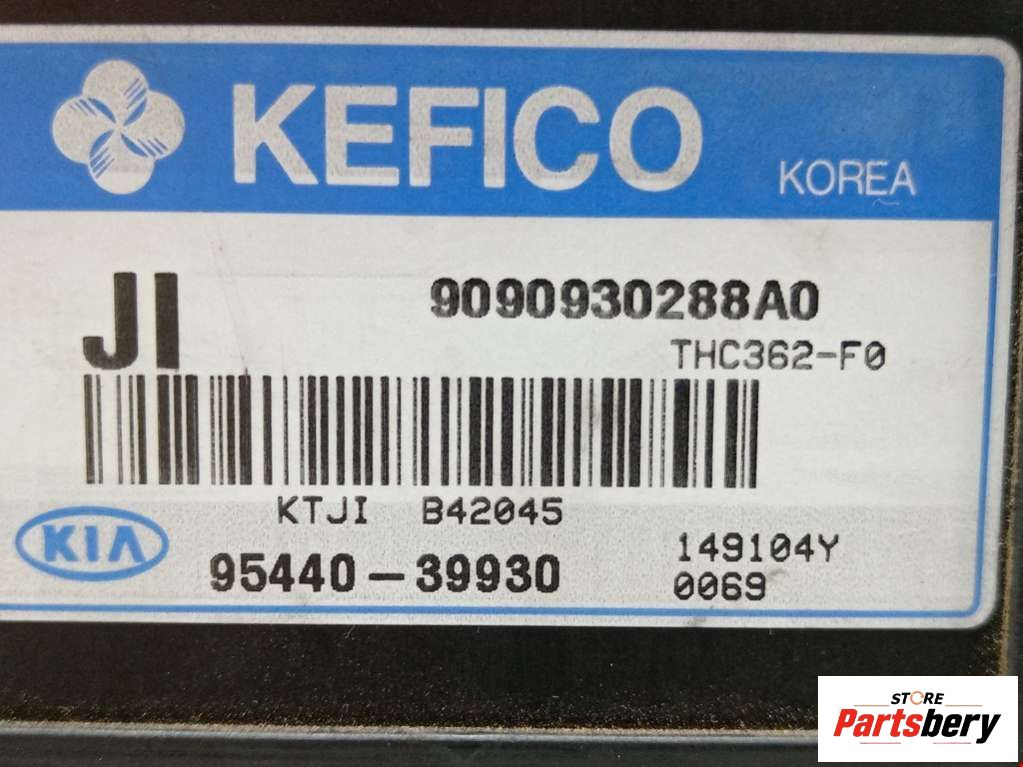 KEFICO
KOREA
JI
9090930288A0
THC362-F0
KTJI B42045
KIA
95440-39930
149104Y
0069
STORE
Partsbery